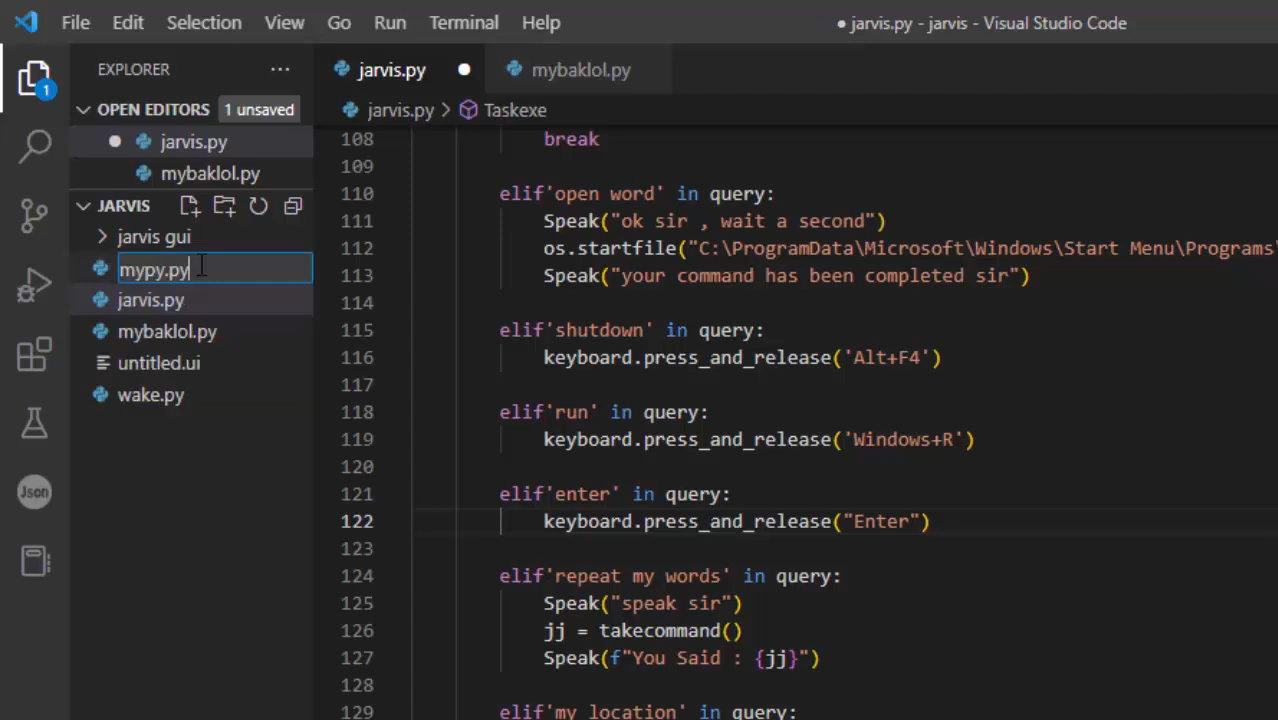 File Edit Selection View Go Run Terminal Help ● jarvis.py - jarvis - Visual Studio Code
EXPLORER ···
OPEN EDITORS 1 unsaved
jarvis.py
mybaklol.py
JARVIS
jarvis gui
mypy.py
jarvis.py
mybaklol.py
untitled.ui
wake.py
1
Json
jarvis.py ● mybaklol.py
jarvis.py > Taskexe
108 break
109
110 elif'open word' in query:
111 Speak("ok sir , wait a second")
112 os.startfile("C:\ProgramData\Microsoft\Windows\Start Menu\Programs
113 Speak("your command has been completed sir")
114
115 elif'shutdown' in query:
116 keyboard.press_and_release('Alt+F4')
117
118 elif'run' in query:
119 keyboard.press_and_release('Windows+R')
120
121 elif'enter' in query:
122 keyboard.press_and_release("Enter")
123
124 elif'repeat my words' in query:
125 Speak("speak sir")
126 jj = takecommand()
127 Speak(f"You Said : {jj}")
128
129 elif'my location' in query: